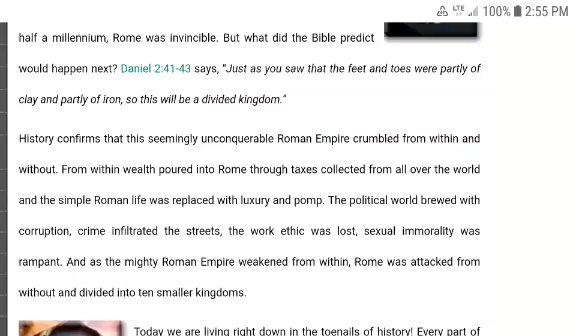 LTE 100% 2:55 PM
half a millennium, Rome was invincible. But what did the Bible predict
would happen next? Daniel 2:41-43 says, "Just as you saw that the feet and toes were partly of
clay and partly of iron, so this will be a divided kingdom."
History confirms that this seemingly unconquerable Roman Empire crumbled from within and
without. From within wealth poured into Rome through taxes collected from all over the world
and the simple Roman life was replaced with luxury and pomp. The political world brewed with
corruption, crime infiltrated the streets, the work ethic was lost, sexual immorality was
rampant. And as the mighty Roman Empire weakened from within, Rome was attacked from
without and divided into ten smaller kingdoms.
Today we are living right down in the toenails of history! Every part of